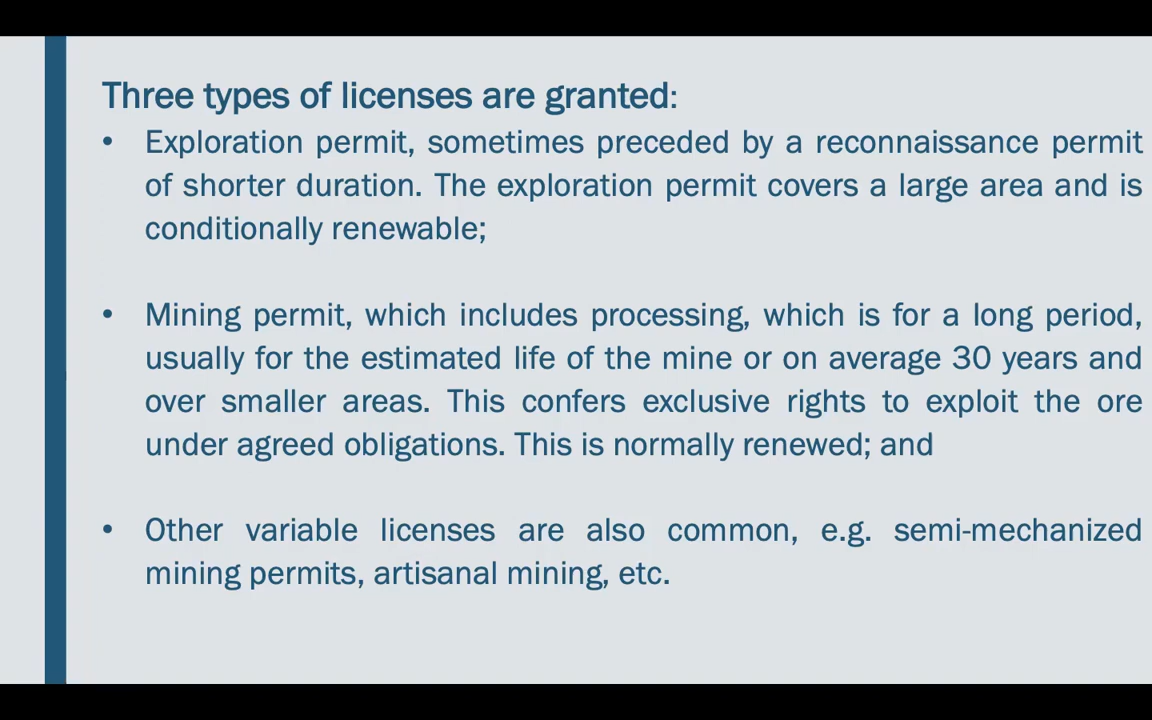 Three types of licenses are granted:
• Exploration permit, sometimes preceded by a reconnaissance permit
of shorter duration. The exploration permit covers a large area and is
conditionally renewable;
• Mining permit, which includes processing, which is for a long period,
usually for the estimated life of the mine or on average 30 years and
over smaller areas. This confers exclusive rights to exploit the ore
under agreed obligations. This is normally renewed; and
• Other variable licenses are also common, e.g. semi-mechanized
mining permits, artisanal mining, etc.